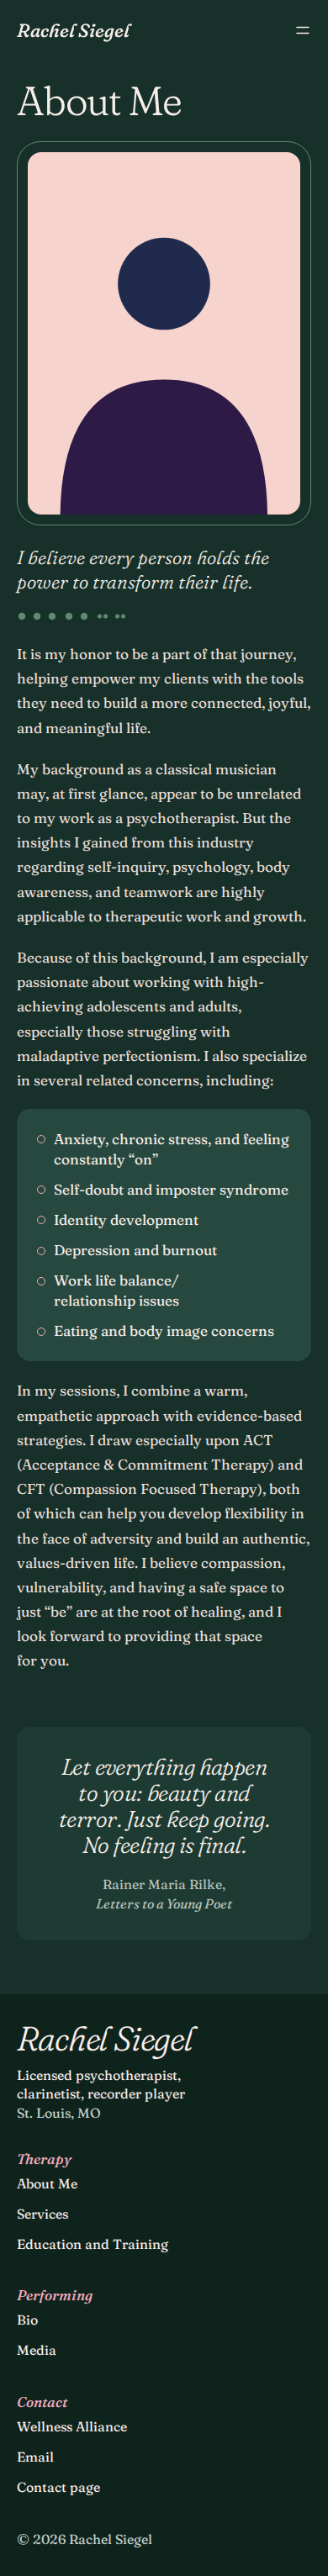 Rachel Siegel
About Me
I believe every person holds the
power to transform their life.
It is my honor to be a part of that journey,
helping empower my clients with the tools
they need to build a more connected, joyful,
and meaningful life.
My background as a classical musician
may, at first glance, appear to be unrelated
to my work as a psychotherapist. But the
insights I gained from this industry
regarding self-inquiry, psychology, body
awareness, and teamwork are highly
applicable to therapeutic work and growth.
Because of this background, I am especially
passionate about working with high-
achieving adolescents and adults,
especially those struggling with
maladaptive perfectionism. I also specialize
in several related concerns, including:
Anxiety, chronic stress, and feeling
constantly “on”
Self-doubt and imposter syndrome
Identity development
Depression and burnout
Work life balance/
relationship issues
Eating and body image concerns
In my sessions, I combine a warm,
empathetic approach with evidence-based
strategies. I draw especially upon ACT
(Acceptance & Commitment Therapy) and
CFT (Compassion Focused Therapy), both
of which can help you develop flexibility in
the face of adversity and build an authentic,
values-driven life. I believe compassion,
vulnerability, and having a safe space to
just “be” are at the root of healing, and I
look forward to providing that space
for you.
Let everything happen
to you: beauty and
terror. Just keep going.
No feeling is final.
Rainer Maria Rilke,
Letters to a Young Poet
Rachel Siegel
Licensed psychotherapist,
clarinetist, recorder player
St. Louis, MO
Therapy
About Me
Services
Education and Training
Performing
Bio
Media
Contact
Wellness Alliance
Email
Contact page
© 2026 Rachel Siegel